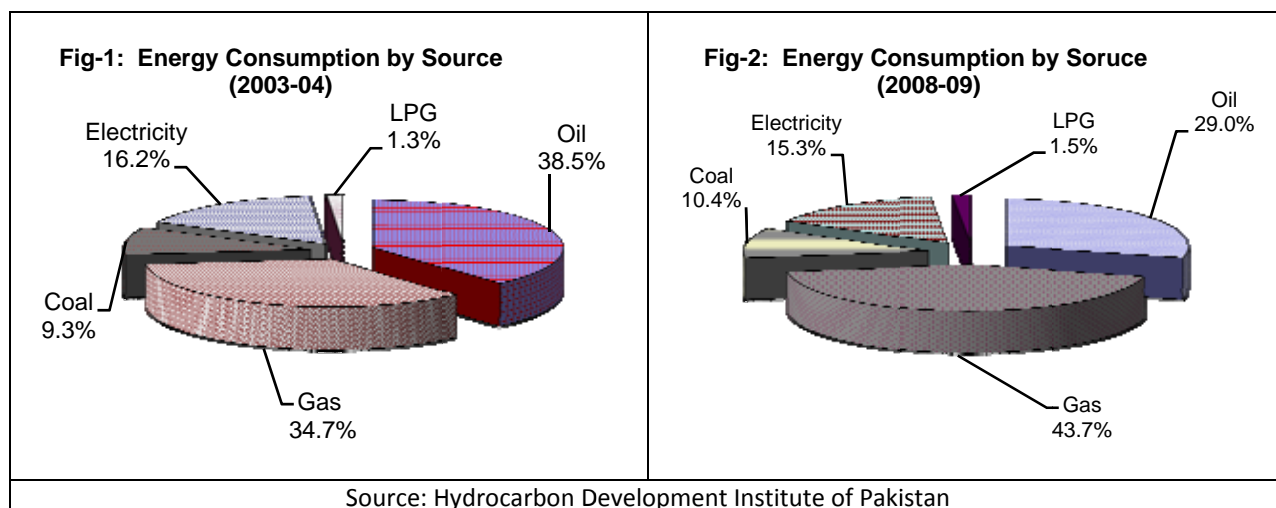 Fig-1: Energy Consumption by Source
(2003-04)
LPG
1.3%
Oil
38.5%
Electricity
16.2%
Coal
9.3%
Gas
34.7%
Fig-2: Energy Consumption by Soruce
(2008-09)
Oil
29.0%
LPG
1.5%
Electricity
15.3%
Coal
10.4%
Gas
43.7%
Source: Hydrocarbon Development Institute of Pakistan